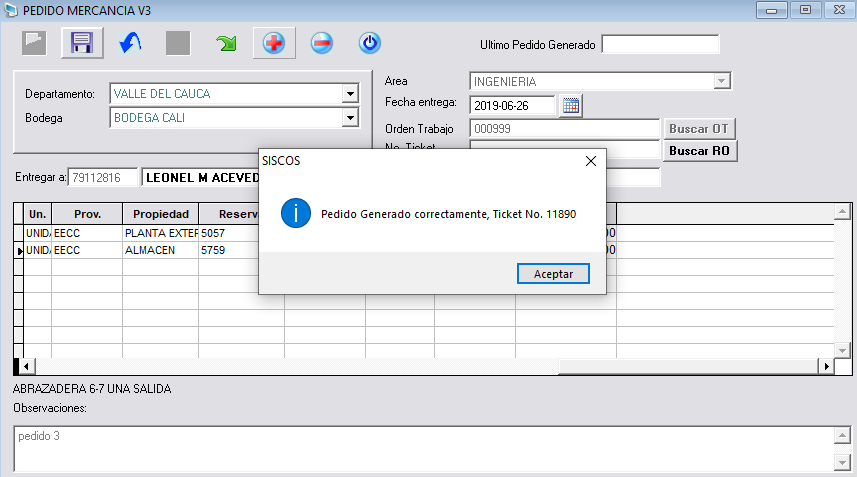 PEDIDO MERCANCIA V3
Ultimo Pedido Generado
Departamento: VALLE DEL CAUCA
Bodega BODEGA CALI
Area INGENIERIA
Fecha entrega: 2019-06-26
Orden Trabajo 000999 Buscar OT
No. Ticket Buscar RO
Entregar a: 79112816 LEONEL M ACEVED
SISCOS
Pedido Generado correctamente, Ticket No. 11890
Aceptar
Un. Prov. Propiedad Reserv
UNID EECC PLANTA EXTER 5057 00
UNID EECC ALMACEN 5759 00
ABRAZADERA 6-7 UNA SALIDA
Observaciones:
pedido 3